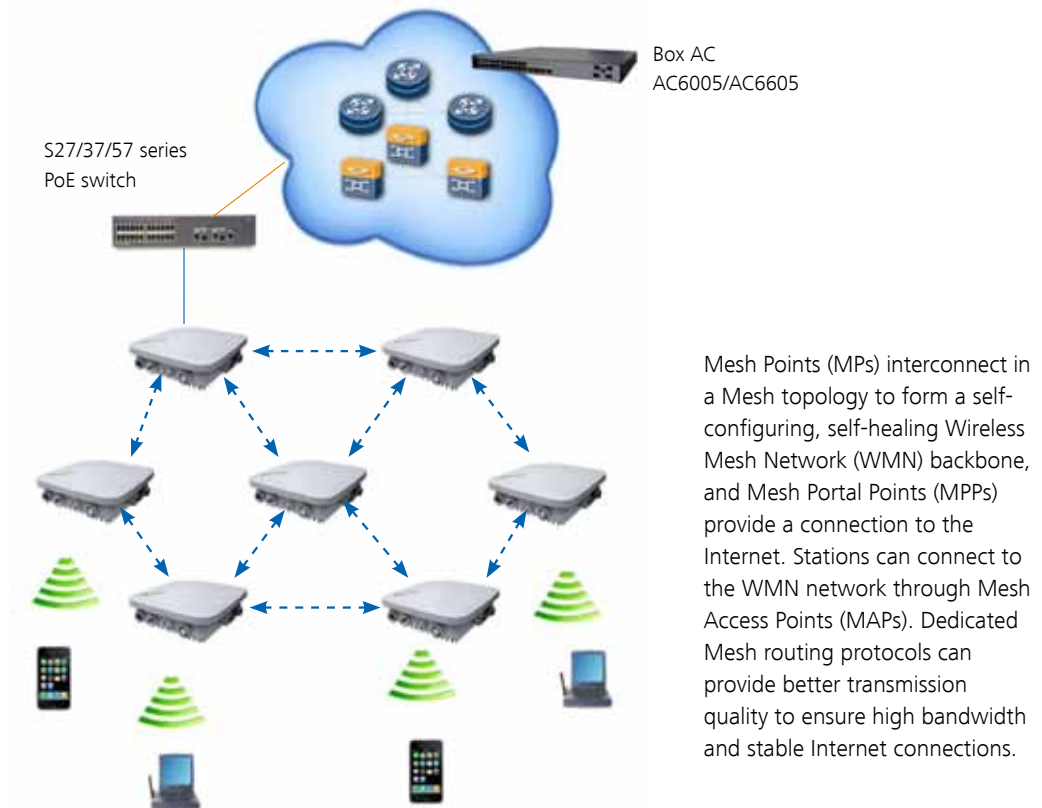 Box AC
AC6005/AC6605
S27/37/57 series
PoE switch
Mesh Points (MPs) interconnect in
a Mesh topology to form a self-
configuring, self-healing Wireless
Mesh Network (WMN) backbone,
and Mesh Portal Points (MPPs)
provide a connection to the
Internet. Stations can connect to
the WMN network through Mesh
Access Points (MAPs). Dedicated
Mesh routing protocols can
provide better transmission
quality to ensure high bandwidth
and stable Internet connections.